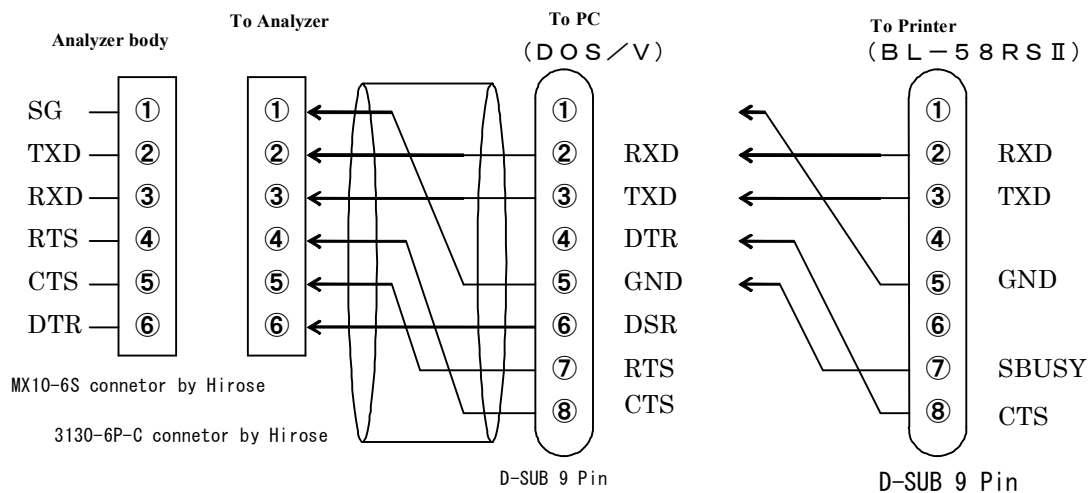 Analyzer body
To Analyzer
To PC
(DOS/V)
To Printer
(BL-58RSⅡ)
SG ①
TXD ②
RXD ③
RTS ④
CTS ⑤
DTR ⑥
①
②
③
④
⑤
⑥
①
② RXD
③ TXD
④ DTR
⑤ GND
⑥ DSR
⑦ RTS
⑧ CTS
①
② RXD
③ TXD
④
⑤ GND
⑥
⑦ SBUSY
⑧ CTS
MX10-6S connetor by Hirose
3130-6P-C connetor by Hirose
D-SUB 9 Pin
D-SUB 9 Pin